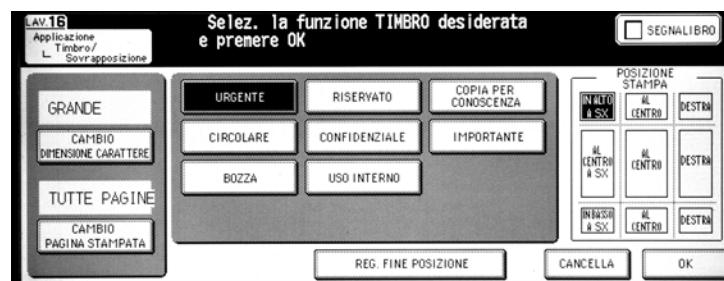 LAV.16
Applicazione
Timbro/
Sovrapposizione
Selez. la funzione TIMBRO desiderata
e premere OK
SEGNALIBRO
GRANDE
CAMBIO
DIMENSIONE CARATTERE
TUTTE PAGINE
CAMBIO
PAGINA STAMPATA
URGENTE
RISERVATO
COPIA PER
CONOSCENZA
CIRCOLARE
CONFIDENZIALE
IMPORTANTE
BOZZA
USO INTERNO
POSIZIONE
STAMPA
IN ALTO
A SX
AL
CENTRO
DESTRA
AL
CENTRO
A SX
AL
CENTRO
DESTRA
IN BASSO
A SX
AL
CENTRO
DESTRA
REG. FINE POSIZIONE
CANCELLA
OK